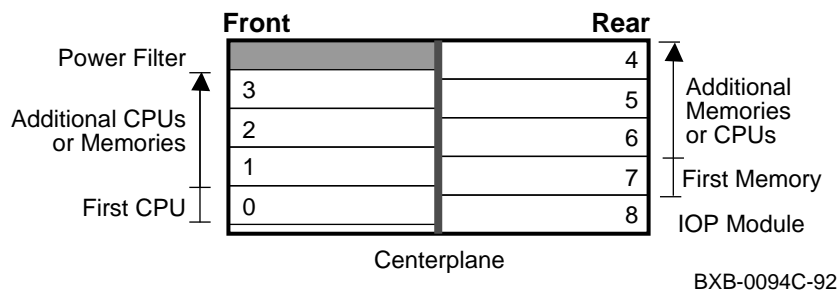 Front
Rear
Power Filter
Additional CPUs
or Memories
First CPU
3
2
1
0
4
5
6
7
8
Additional
Memories
or CPUs
First Memory
IOP Module
Centerplane
BXB-0094C-92